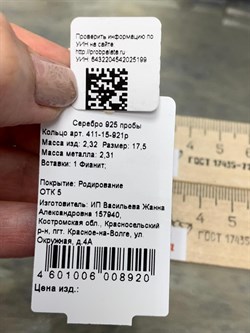 Проверить информацию по
УИН на сайте
http://probpalata.ru
УИН: 6432204542025199
Серебро 925 пробы
Кольцо арт. 411-15-921р
Масса изд: 2,32 Размер: 17,5
Масса металла: 2,31
Вставки: 1 Фианит;
Покрытие: Родирование
ОТК 5
Изготовитель: ИП Васильева Жанна
Александровна 157940,
Костромская обл, Красносельский
р-н, пгт. Красное-на-Волге, ул
Окружная, д.4А
4 601006 008920
Цена изд.:
ГОСТ 17435
ГОСТ 17435